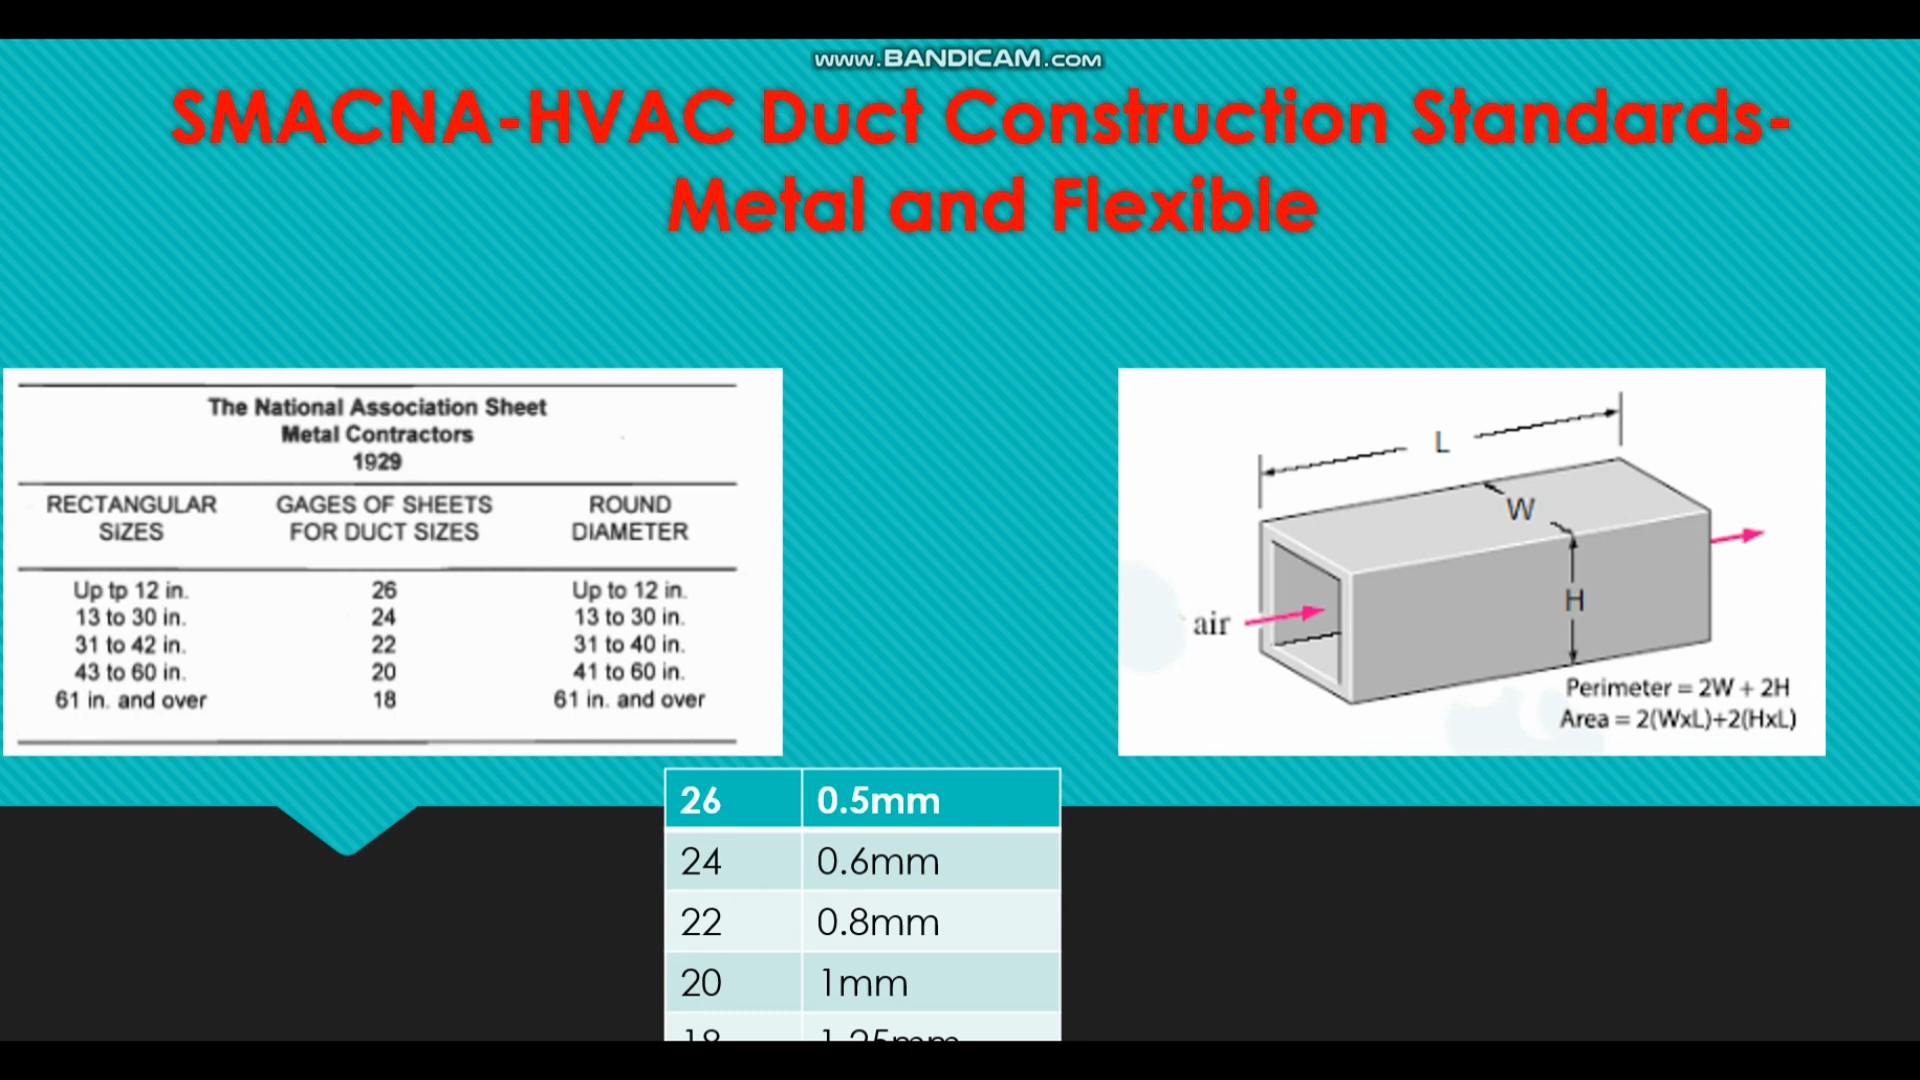 www.BANDICAM.com
SMACNA-HVAC Duct Construction Standards-
Metal and Flexible
The National Association Sheet
Metal Contractors
1929
RECTANGULAR SIZES GAGES OF SHEETS FOR DUCT SIZES ROUND DIAMETER
Up tp 12 in. 26 Up to 12 in.
13 to 30 in. 24 13 to 30 in.
31 to 42 in. 22 31 to 40 in.
43 to 60 in. 20 41 to 60 in.
61 in. and over 18 61 in. and over
L
W
H
air
Perimeter = 2W + 2H
Area = 2(WxL)+2(HxL)
26 0.5mm
24 0.6mm
22 0.8mm
20 1mm
18 1.25mm